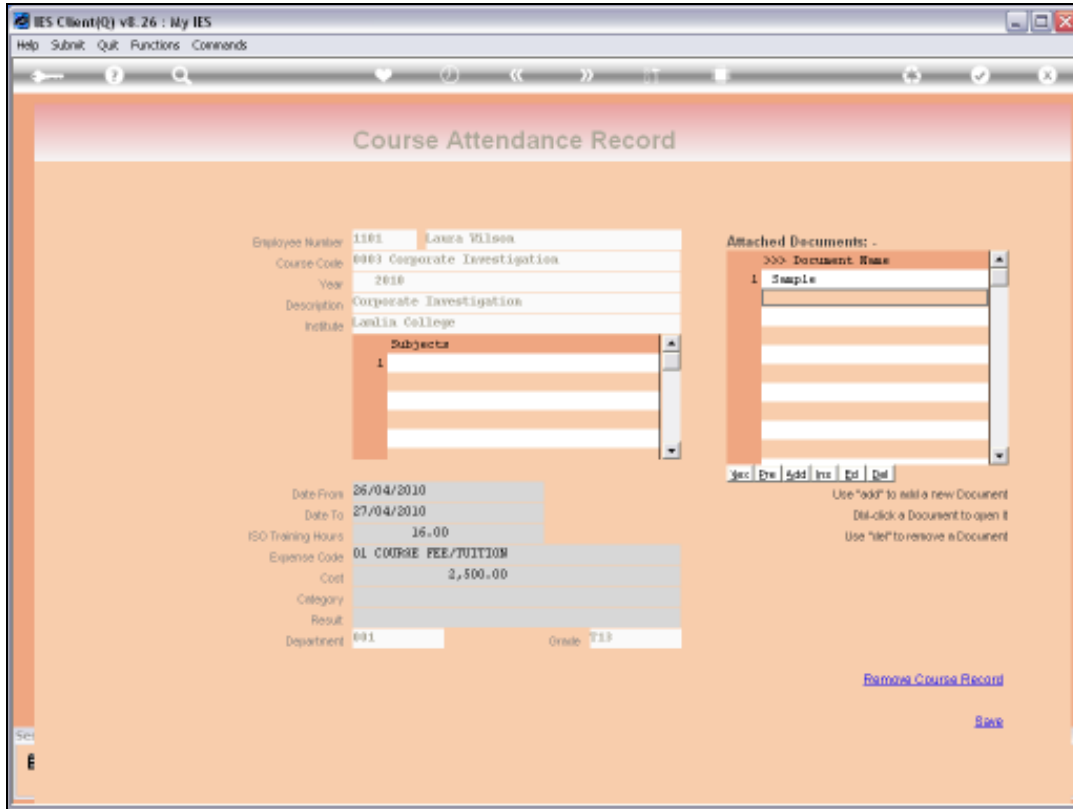 IES Client(Q) v8.26 : My IES
Help Submit Quit Functions Commands
Course Attendance Record
Employee Number 1101 Laura Wilson
Course Code 0003 Corporate Investigation
Year 2010
Description Corporate Investigation
Institute Lamlin College
Subjects
1
Attached Documents: -
>>> Document Name
1 Sample
Nex Pre Add Ins Ed Del
Use "add" to add a new Document
Dbl-click a Document to open it
Use "del" to remove a Document
Date From 26/04/2010
Date To 27/04/2010
ISO Training Hours 16.00
Expense Code 01 COURSE FEE/TUITION
Cost 2,500.00
Category
Result
Department 001 Grade T13
Remove Course Record
Save